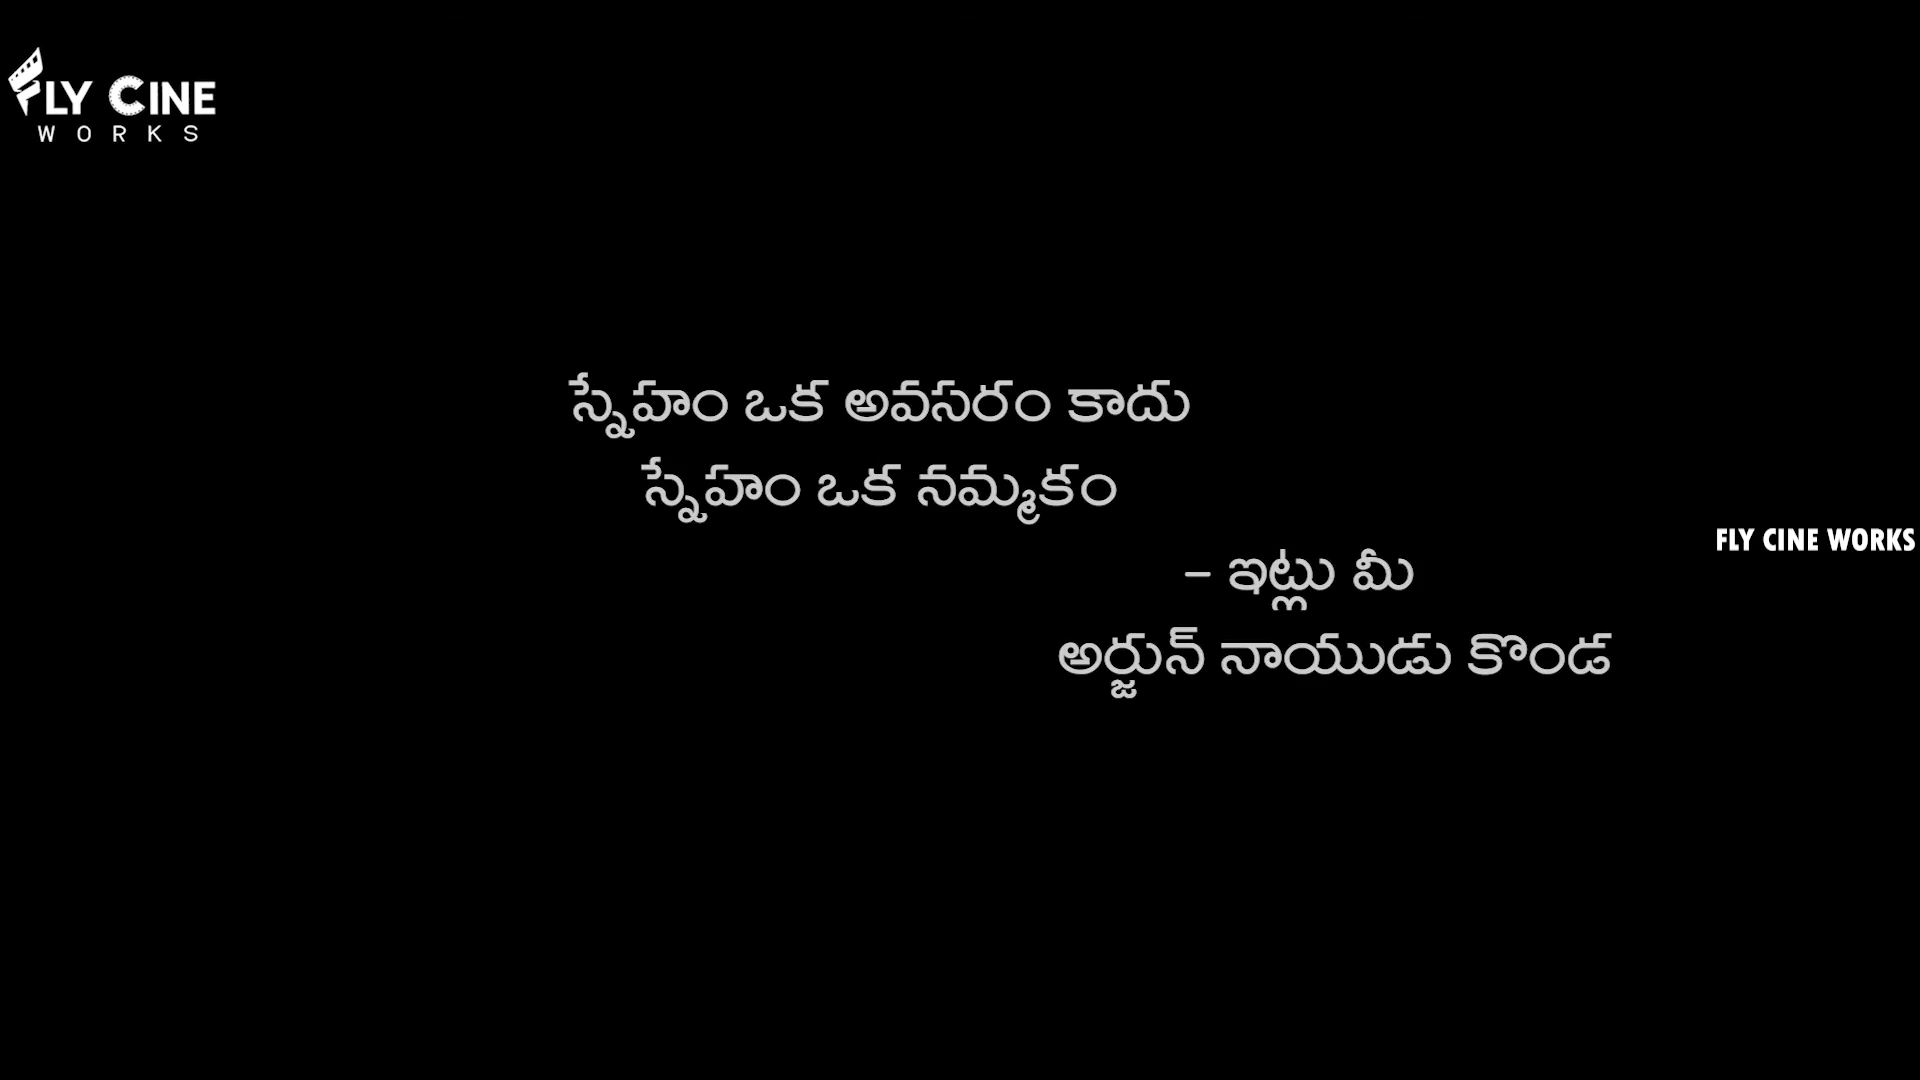 FLY CINE
WORKS
స్నేహం ఒక అవసరం కాదు
స్నేహం ఒక నమ్మకం
FLY CINE WORKS
- ఇట్లు మీ
అర్జున్ నాయుడు కొండ